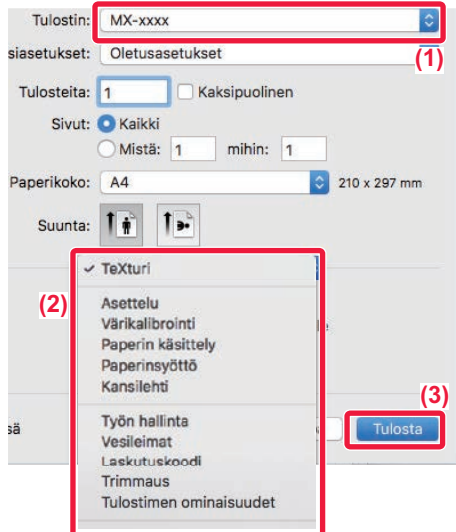 Tulostin: MX-xxxx
siasetukset: Oletusasetukset
(1)
Tulosteita: 1 Kaksipuolinen
Sivut: Kaikki
Mistä: 1 mihin: 1
Paperikoko: A4 210 x 297 mm
Suunta:
✓ TeXturi
(2)
Asettelu
Värikalibrointi
Paperin käsittely
Paperinsyöttö
Kansilehti
(3)
Työn hallinta
sä Tulosta
Vesileimat
Laskutuskoodi
Trimmaus
Tulostimen ominaisuudet